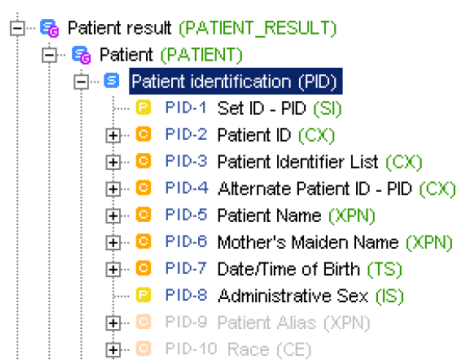 Patient result (PATIENT_RESULT)
Patient (PATIENT)
Patient identification (PID)
PID-1 Set ID - PID (SI)
PID-2 Patient ID (CX)
PID-3 Patient Identifier List (CX)
PID-4 Alternate Patient ID - PID (CX)
PID-5 Patient Name (XPN)
PID-6 Mother's Maiden Name (XPN)
PID-7 Date/Time of Birth (TS)
PID-8 Administrative Sex (IS)
PID-9 Patient Alias (XPN)
PID-10 Race (CE)